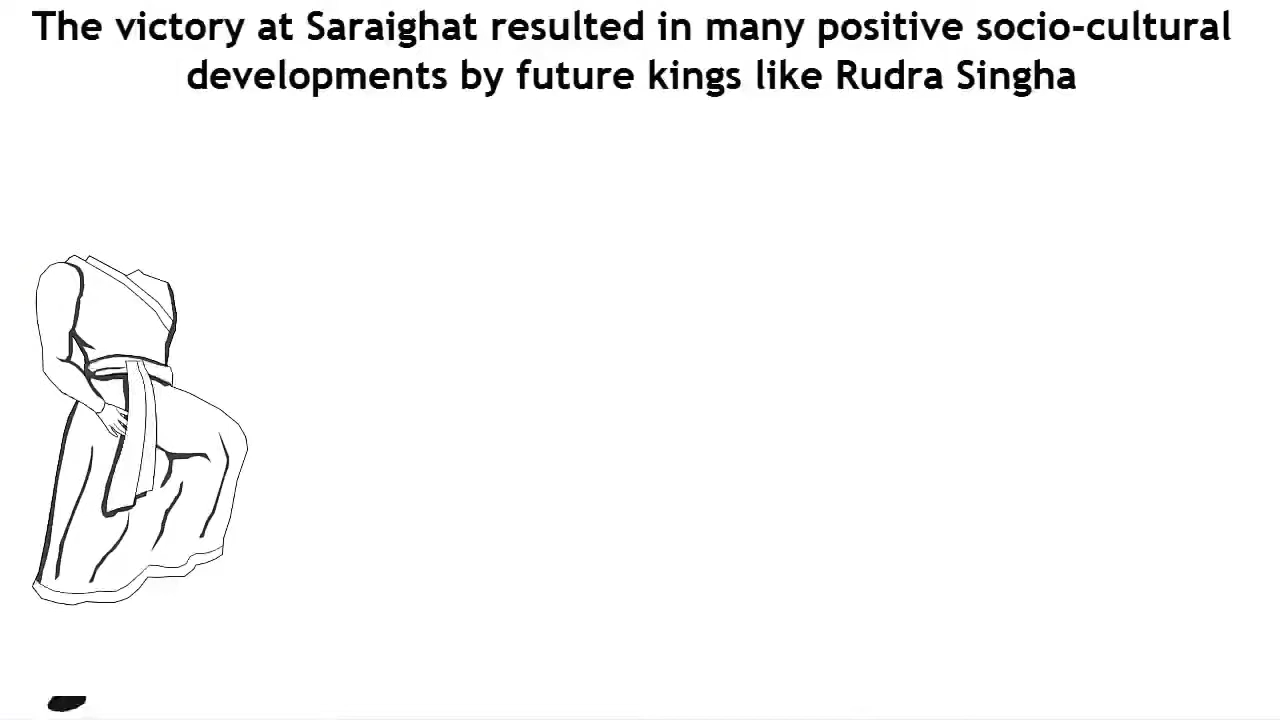 The victory at Saraighat resulted in many positive socio-cultural
developments by future kings like Rudra Singha